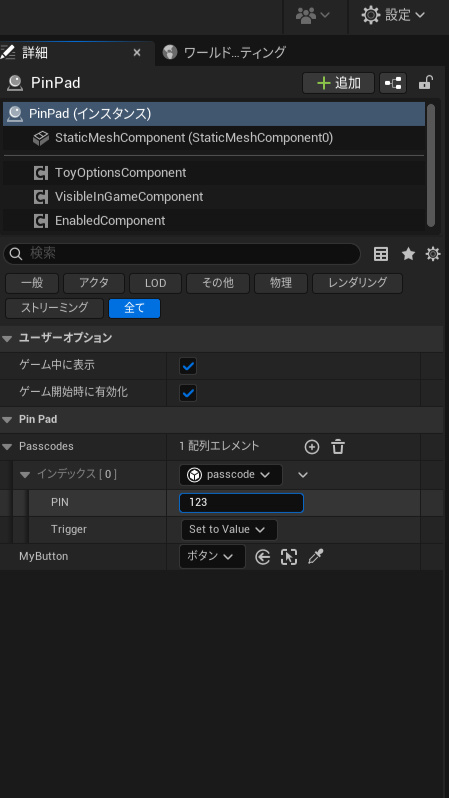 設定
詳細 ワールド...ティング
PinPad 追加
PinPad (インスタンス)
StaticMeshComponent (StaticMeshComponent0)
ToyOptionsComponent
VisibleInGameComponent
EnabledComponent
検索
一般 アクタ LOD その他 物理 レンダリング
ストリーミング 全て
ユーザーオプション
ゲーム中に表示
ゲーム開始時に有効化
Pin Pad
Passcodes 1 配列エレメント
インデックス [ 0 ] passcode
PIN 123
Trigger Set to Value
MyButton ボタン